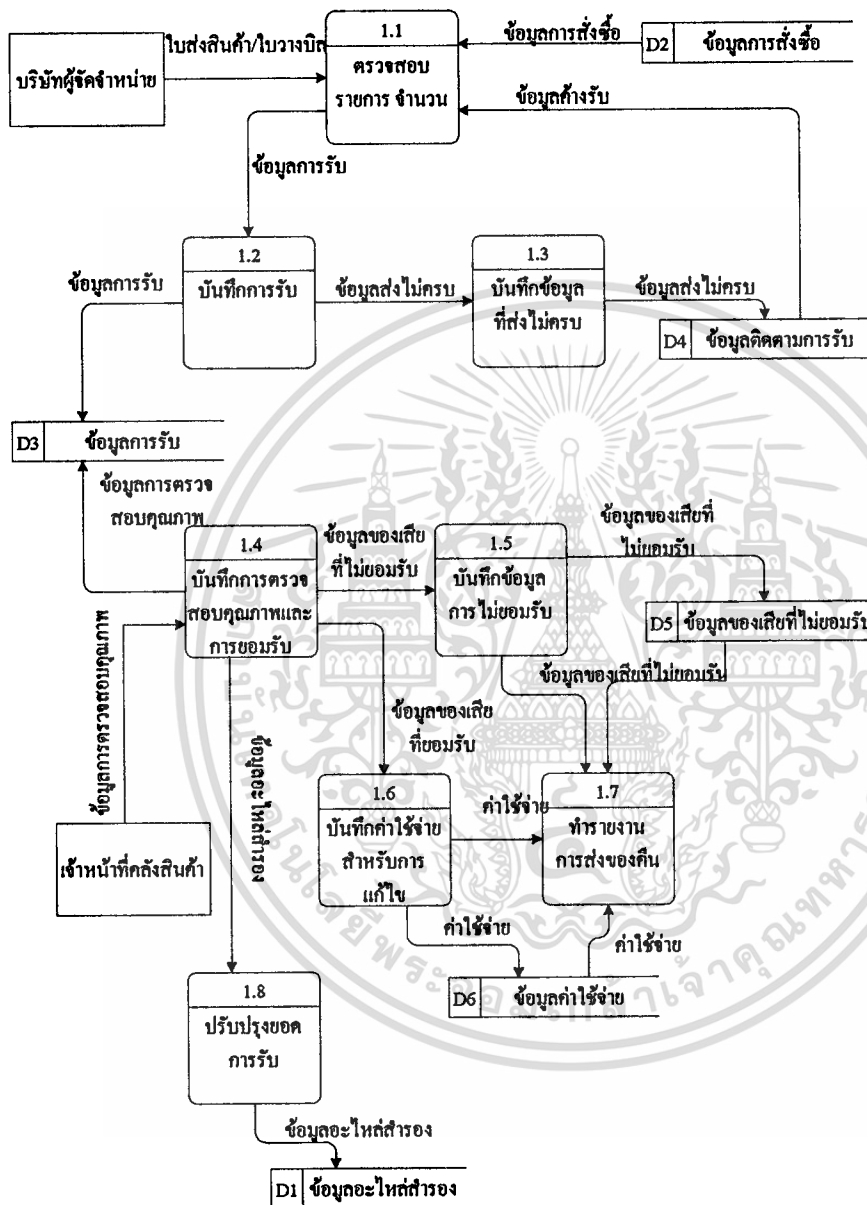 1.1
ใบส่งสินค้า/ใบวางบิล
ข้อมูลการสั่งซื้อ
D2 ข้อมูลการสั่งซื้อ
บริษัทผู้จัดจำหน่าย
ตรวจสอบ
รายการ จำนวน
ข้อมูลค้างรับ
ข้อมูลการรับ
1.2
1.3
ข้อมูลการรับ
บันทึกการรับ
ข้อมูลส่งไม่ครบ
บันทึกข้อมูล
ที่ส่งไม่ครบ
ข้อมูลส่งไม่ครบ
D4 ข้อมูลติดตามการรับ
D3 ข้อมูลการรับ
ข้อมูลการตรวจ
สอบคุณภาพ
1.4
ข้อมูลของเสีย
ที่ไม่ยอมรับ
1.5
ข้อมูลของเสียที่
ไม่ยอมรับ
บันทึกการตรวจ
สอบคุณภาพและ
การยอมรับ
บันทึกข้อมูล
การไม่ยอมรับ
D5 ข้อมูลของเสียที่ไม่ยอมรับ
ข้อมูลการตรวจสอบคุณภาพ
ข้อมูลของเสียที่ไม่ยอมรับ
ข้อมูลของเสีย
ที่ยอมรับ
ข้อมูลอะไหล่สำรอง
1.6
1.7
เจ้าหน้าที่คลังสินค้า
บันทึกค่าใช้จ่าย
สำหรับการ
แก้ไข
ค่าใช้จ่าย
ทำรายงาน
การส่งของคืน
ค่าใช้จ่าย
ค่าใช้จ่าย
D6 ข้อมูลค่าใช้จ่าย
1.8
ปรับปรุงยอด
การรับ
ข้อมูลอะไหล่สำรอง
D1 ข้อมูลอะไหล่สำรอง